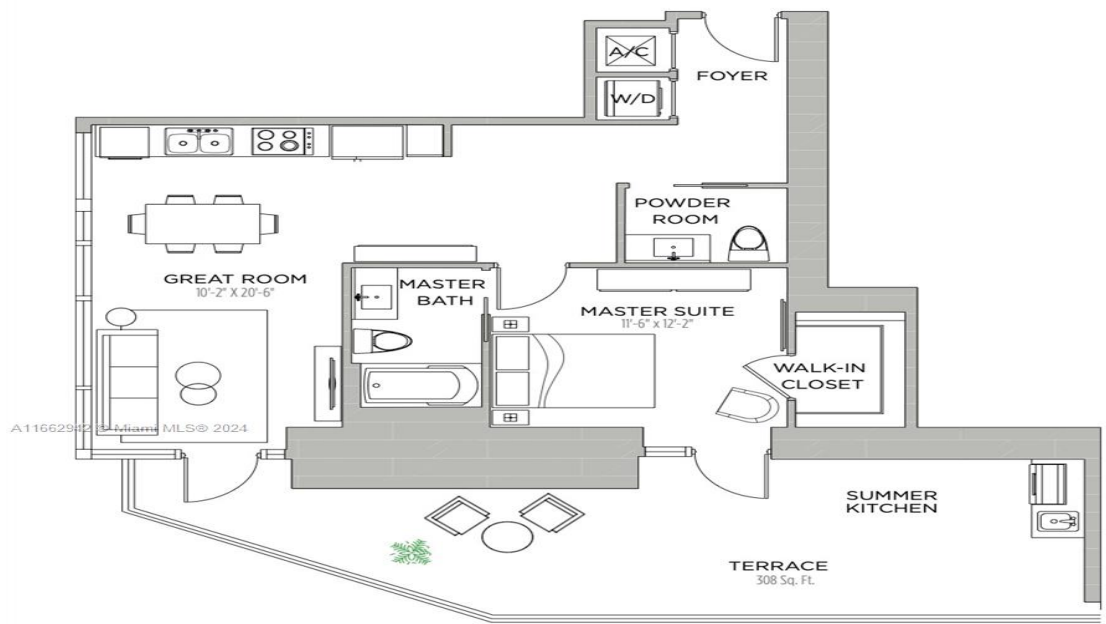 A/C
FOYER
W/D
POWDER
ROOM
GREAT ROOM
10'-2" X 20'-6"
MASTER
BATH
MASTER SUITE
11'-6" x 12'-2"
WALK-IN
CLOSET
A11662942 © Miami MLS® 2024
SUMMER
KITCHEN
TERRACE
308 Sq. Ft.